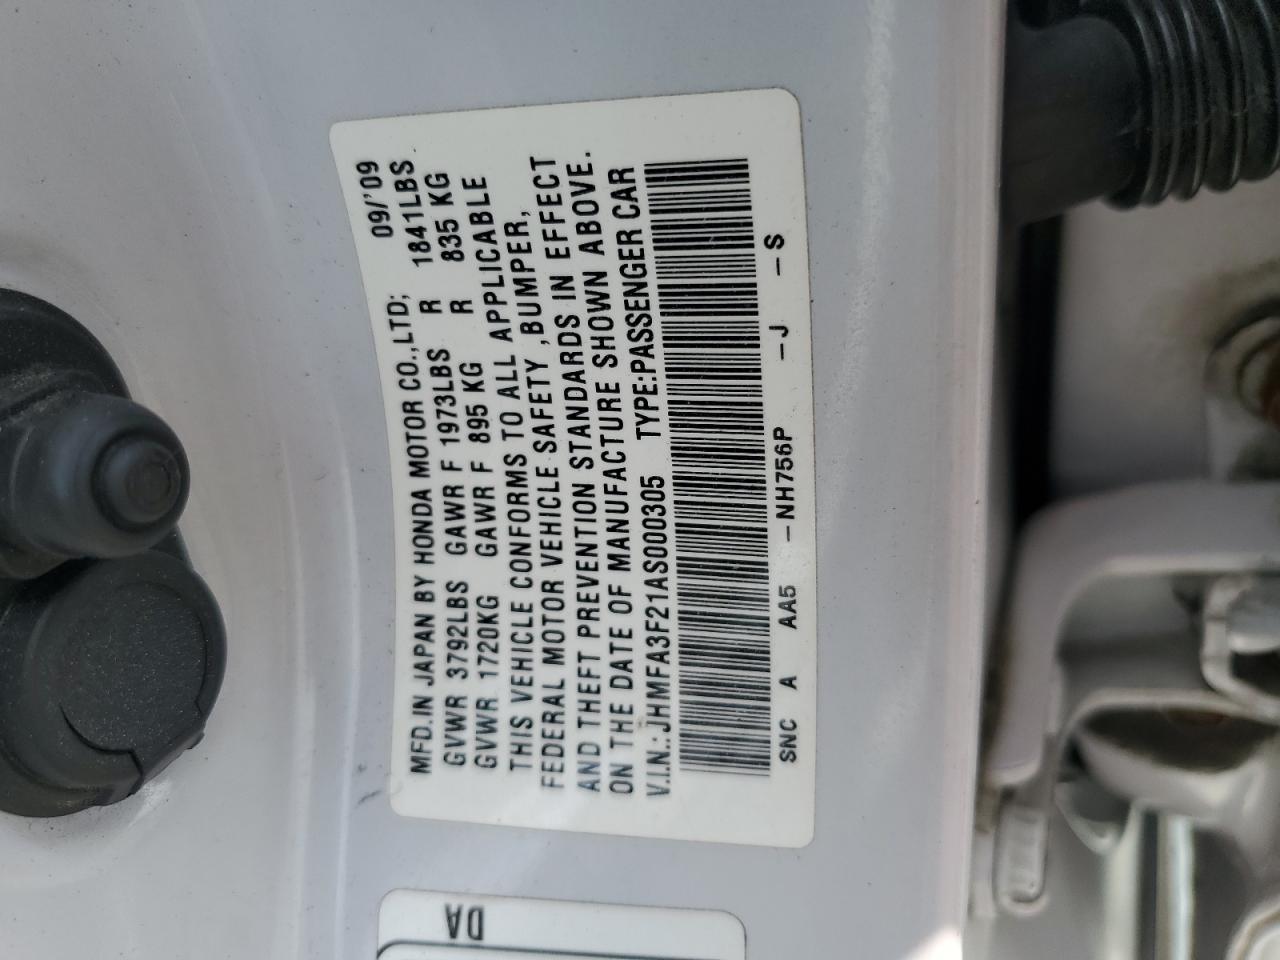 MFD.IN JAPAN BY HONDA MOTOR CO.,LTD; 09/'09
GVWR 3792LBS GAWR F 1973LBS R 1841LBS
GVWR 1720KG GAWR F 895 KG R 835 KG
THIS VEHICLE CONFORMS TO ALL APPLICABLE
FEDERAL MOTOR VEHICLE SAFETY ,BUMPER,
AND THEFT PREVENTION STANDARDS IN EFFECT
ON THE DATE OF MANUFACTURE SHOWN ABOVE.
V.I.N.: JHMFA3F21AS000305 TYPE:PASSENGER CAR
SNC A AA5 -NH756P -J -S
DA